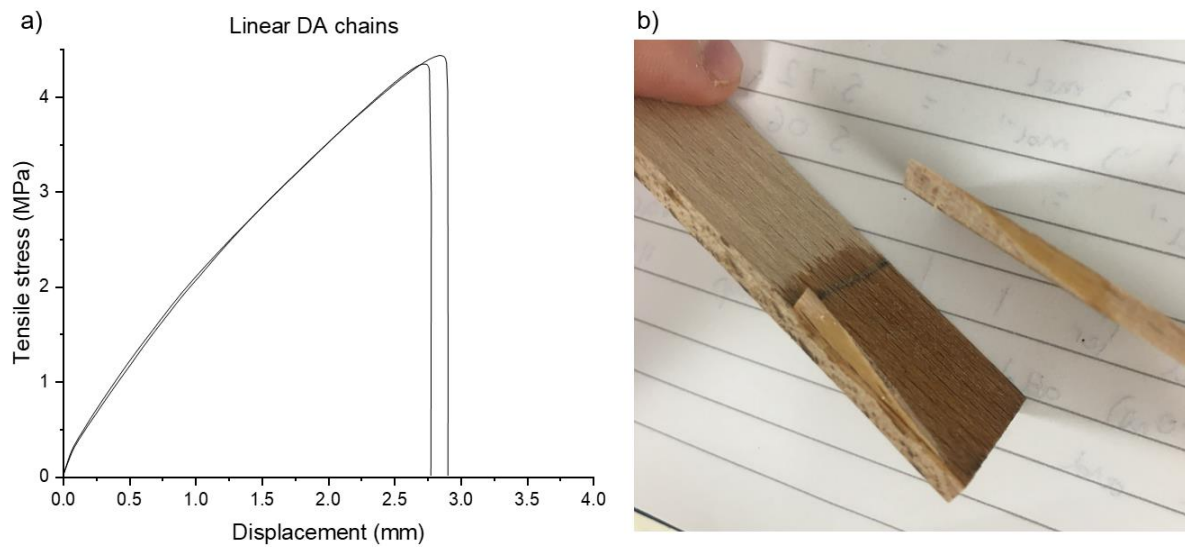 a)
Linear DA chains
Tensile stress (MPa)
4
3
2
1
0
0.0 0.5 1.0 1.5 2.0 2.5 3.0 3.5 4.0
Displacement (mm)
b)